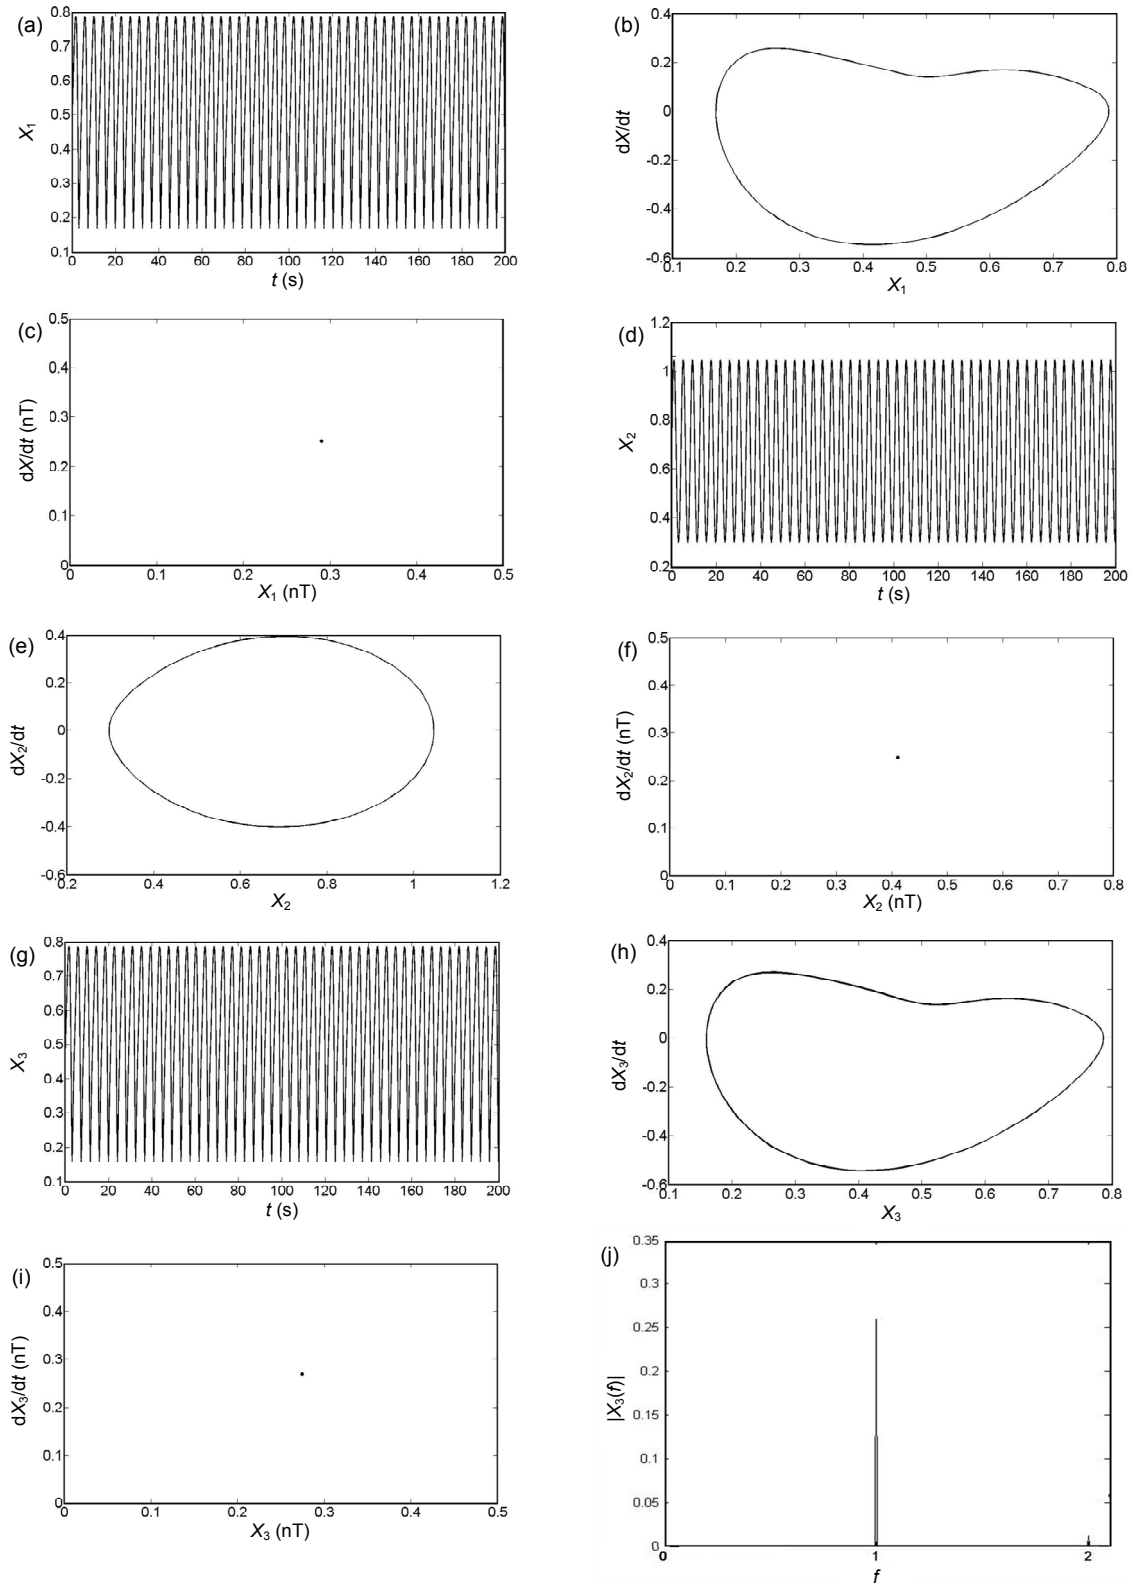 (a)
0.8
0.7
0.6
0.5
0.4
0.3
0.2
0.1
X1
0 20 40 60 80 100 120 140 160 180 200
t (s)
(b)
0.4
0.2
0
-0.2
-0.4
-0.6
dX/dt
0.1 0.2 0.3 0.4 0.5 0.6 0.7 0.8
X1
(c)
0.5
0.4
0.3
0.2
0.1
0
dX/dt (nT)
0 0.1 0.2 0.3 0.4 0.5
X1 (nT)
(d)
1.2
1
0.8
0.6
0.4
0.2
X2
0 20 40 60 80 100 120 140 160 180 200
t (s)
(e)
0.4
0.2
0
-0.2
-0.4
-0.6
dX2/dt
0.2 0.4 0.6 0.8 1 1.2
X2
(f)
0.5
0.4
0.3
0.2
0.1
0
dX2/dt (nT)
0 0.1 0.2 0.3 0.4 0.5 0.6 0.7 0.8
X2 (nT)
(g)
0.8
0.7
0.6
0.5
0.4
0.3
0.2
0.1
X3
0 20 40 60 80 100 120 140 160 180 200
t (s)
(h)
0.4
0.2
0
-0.2
-0.4
-0.6
dX3/dt
0.1 0.2 0.3 0.4 0.5 0.6 0.7 0.8
X3
(i)
0.5
0.4
0.3
0.2
0.1
0
dX3/dt (nT)
0 0.1 0.2 0.3 0.4 0.5
X3 (nT)
(j)
0.35
0.3
0.25
0.2
0.15
0.1
0.05
0
|X3(f)|
0 1 2
f